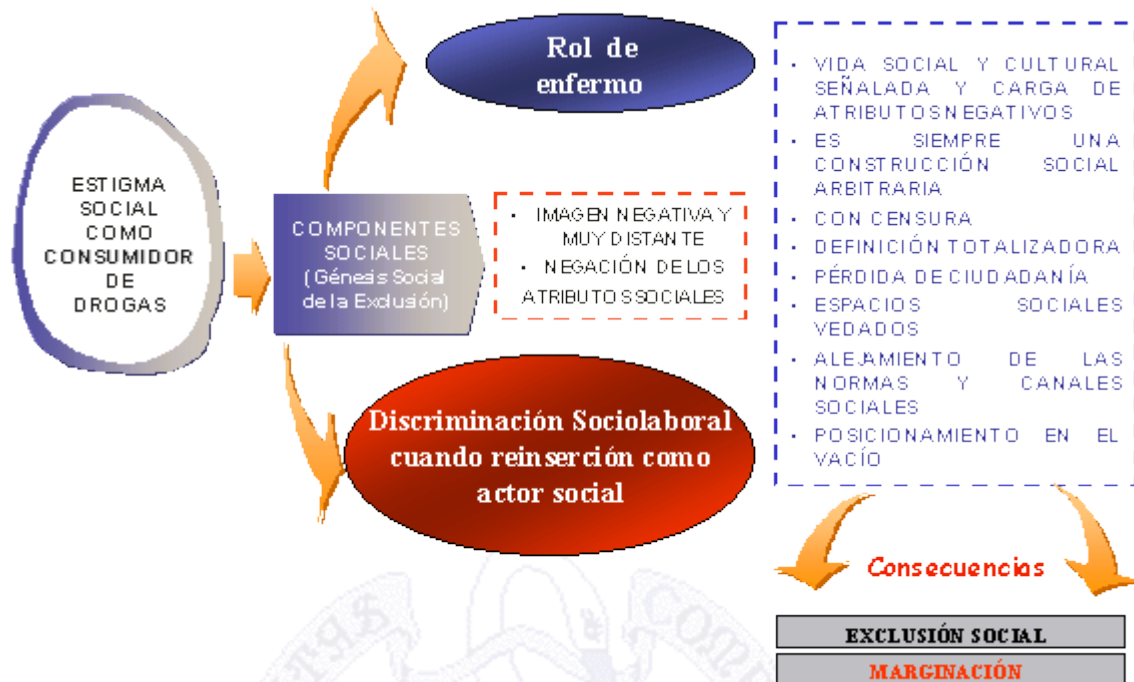 ESTIGMA
SOCIAL
COMO
CONSUMIDOR
DE
DROGAS
COMPONENTES
SOCIALES
(Génesis Social
de la Exclusión)
Rol de
enfermo
• IMAGEN NEGATIVA Y
MUY DISTANTE
• NEGACIÓN DE LOS
ATRIBUTOS SOCIALES
Discriminación Sociolaboral
cuando reinserción como
actor social
• VIDA SOCIAL Y CULTURAL
SEÑALADA Y CARGA DE
ATRIBUTOS NEGATIVOS
• ES SIEMPRE UNA
CONSTRUCCIÓN SOCIAL
ARBITRARIA
• CON CENSURA
• DEFINICIÓN TOTALIZADORA
• PÉRDIDA DE CIUDADANÍA
• ESPACIOS SOCIALES
VEDADOS
• ALEJAMIENTO DE LAS
NORMAS Y CANALES
SOCIALES
• POSICIONAMIENTO EN EL
VACÍO
Consecuencias
EXCLUSIÓN SOCIAL
MARGINACIÓN